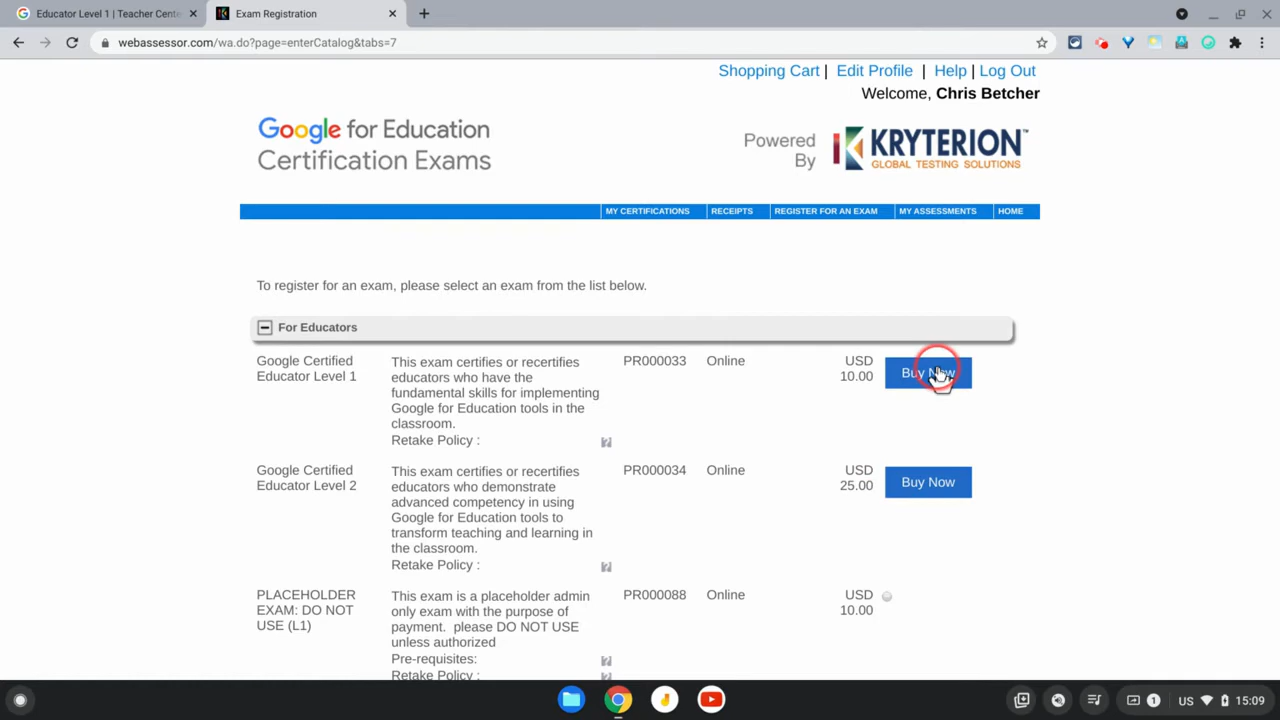 Educator Level 1 | Teacher Cente
Exam Registration
webassessor.com/wa.do?page=enterCatalog&tabs=7
Shopping Cart | Edit Profile | Help | Log Out
Welcome, Chris Betcher
Google for Education
Certification Exams
Powered
By
KRYTERION™
GLOBAL TESTING SOLUTIONS
MY CERTIFICATIONS RECEIPTS REGISTER FOR AN EXAM MY ASSESSMENTS HOME
To register for an exam, please select an exam from the list below.
For Educators
Google Certified
Educator Level 1
This exam certifies or recertifies
educators who have the
fundamental skills for implementing
Google for Education tools in the
classroom.
Retake Policy :
?
PR000033
Online
USD
10.00
Buy Now
Google Certified
Educator Level 2
This exam certifies or recertifies
educators who demonstrate
advanced competency in using
Google for Education tools to
transform teaching and learning in
the classroom.
Retake Policy :
?
PR000034
Online
USD
25.00
Buy Now
PLACEHOLDER
EXAM: DO NOT
USE (L1)
This exam is a placeholder admin
only exam with the purpose of
payment. please DO NOT USE
unless authorized
Pre-requisites:
?
Retake Policy :
?
PR000088
Online
USD
10.00
1
US
15:09